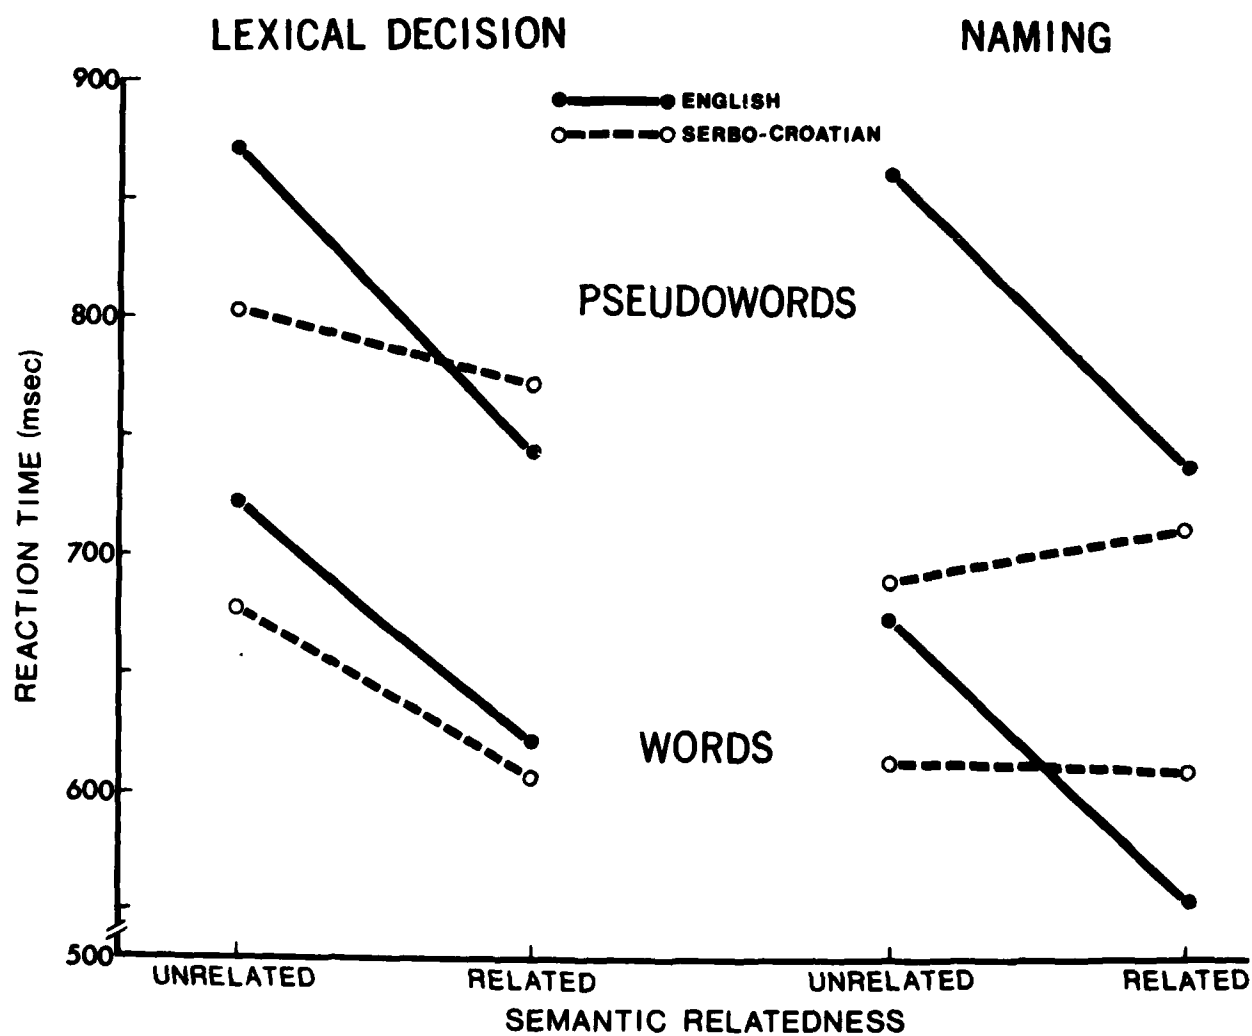 LEXICAL DECISION
NAMING
ENGLISH
SERBO-CROATIAN
900
800
700
600
500
REACTION TIME (msec)
PSEUDOWORDS
WORDS
UNRELATED
RELATED
UNRELATED
RELATED
SEMANTIC RELATEDNESS